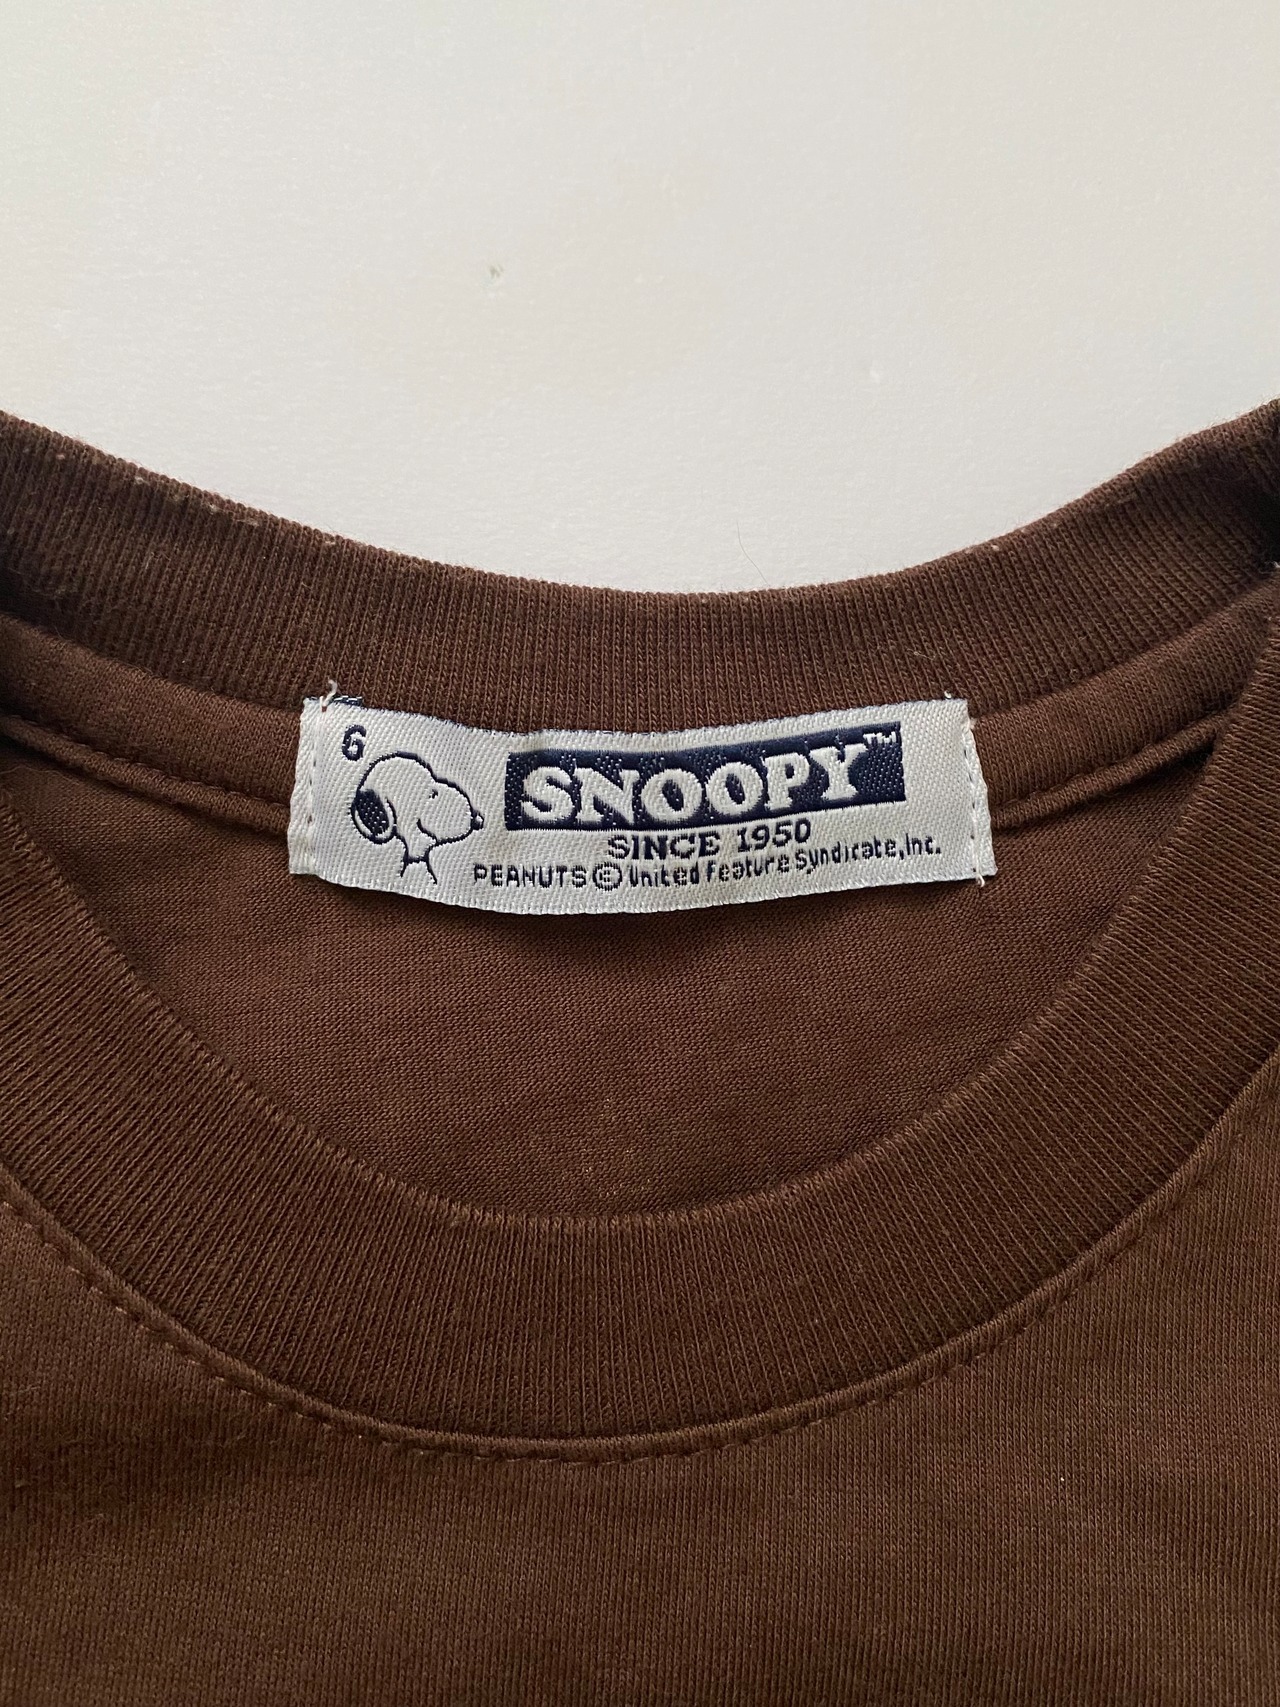 6
SNOOPY™
SINCE 1950
PEANUTS © United Feature Syndicate, Inc.